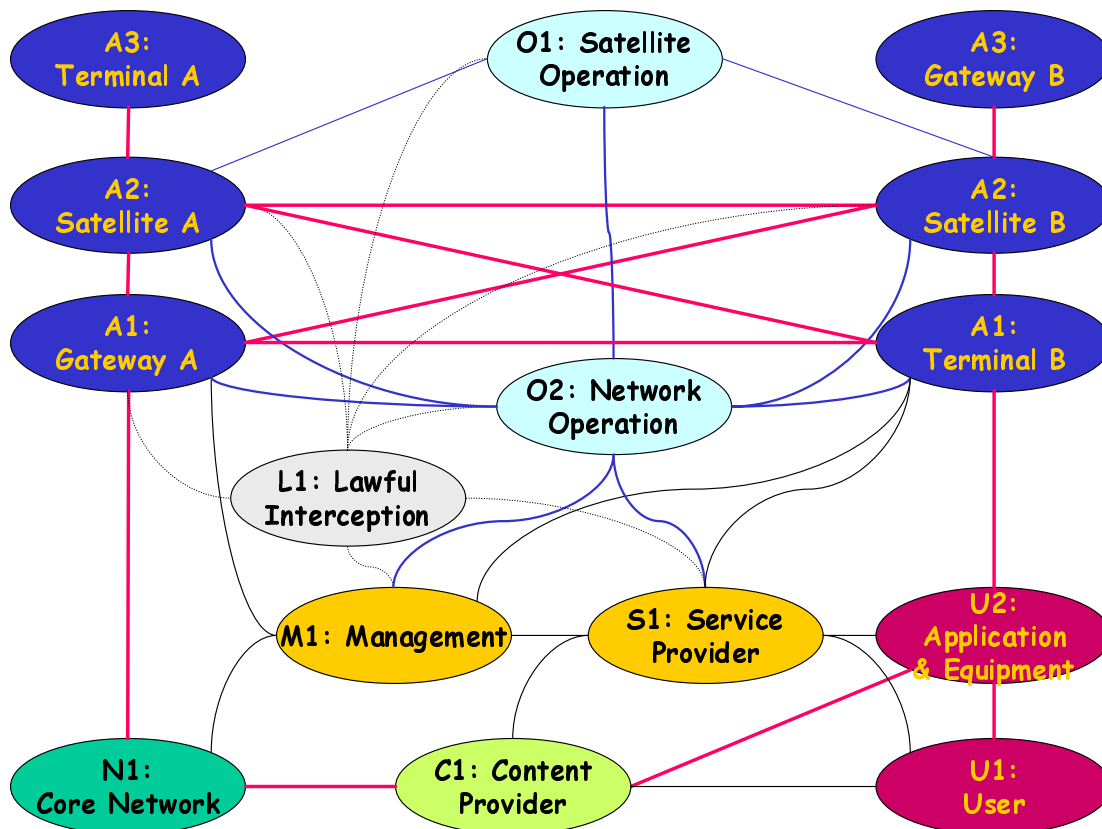 A3:
Terminal A
O1: Satellite
Operation
A3:
Gateway B
A2:
Satellite A
A2:
Satellite B
A1:
Gateway A
A1:
Terminal B
O2: Network
Operation
L1: Lawful
Interception
M1: Management
S1: Service
Provider
U2:
Application
& Equipment
N1:
Core Network
C1: Content
Provider
U1:
User